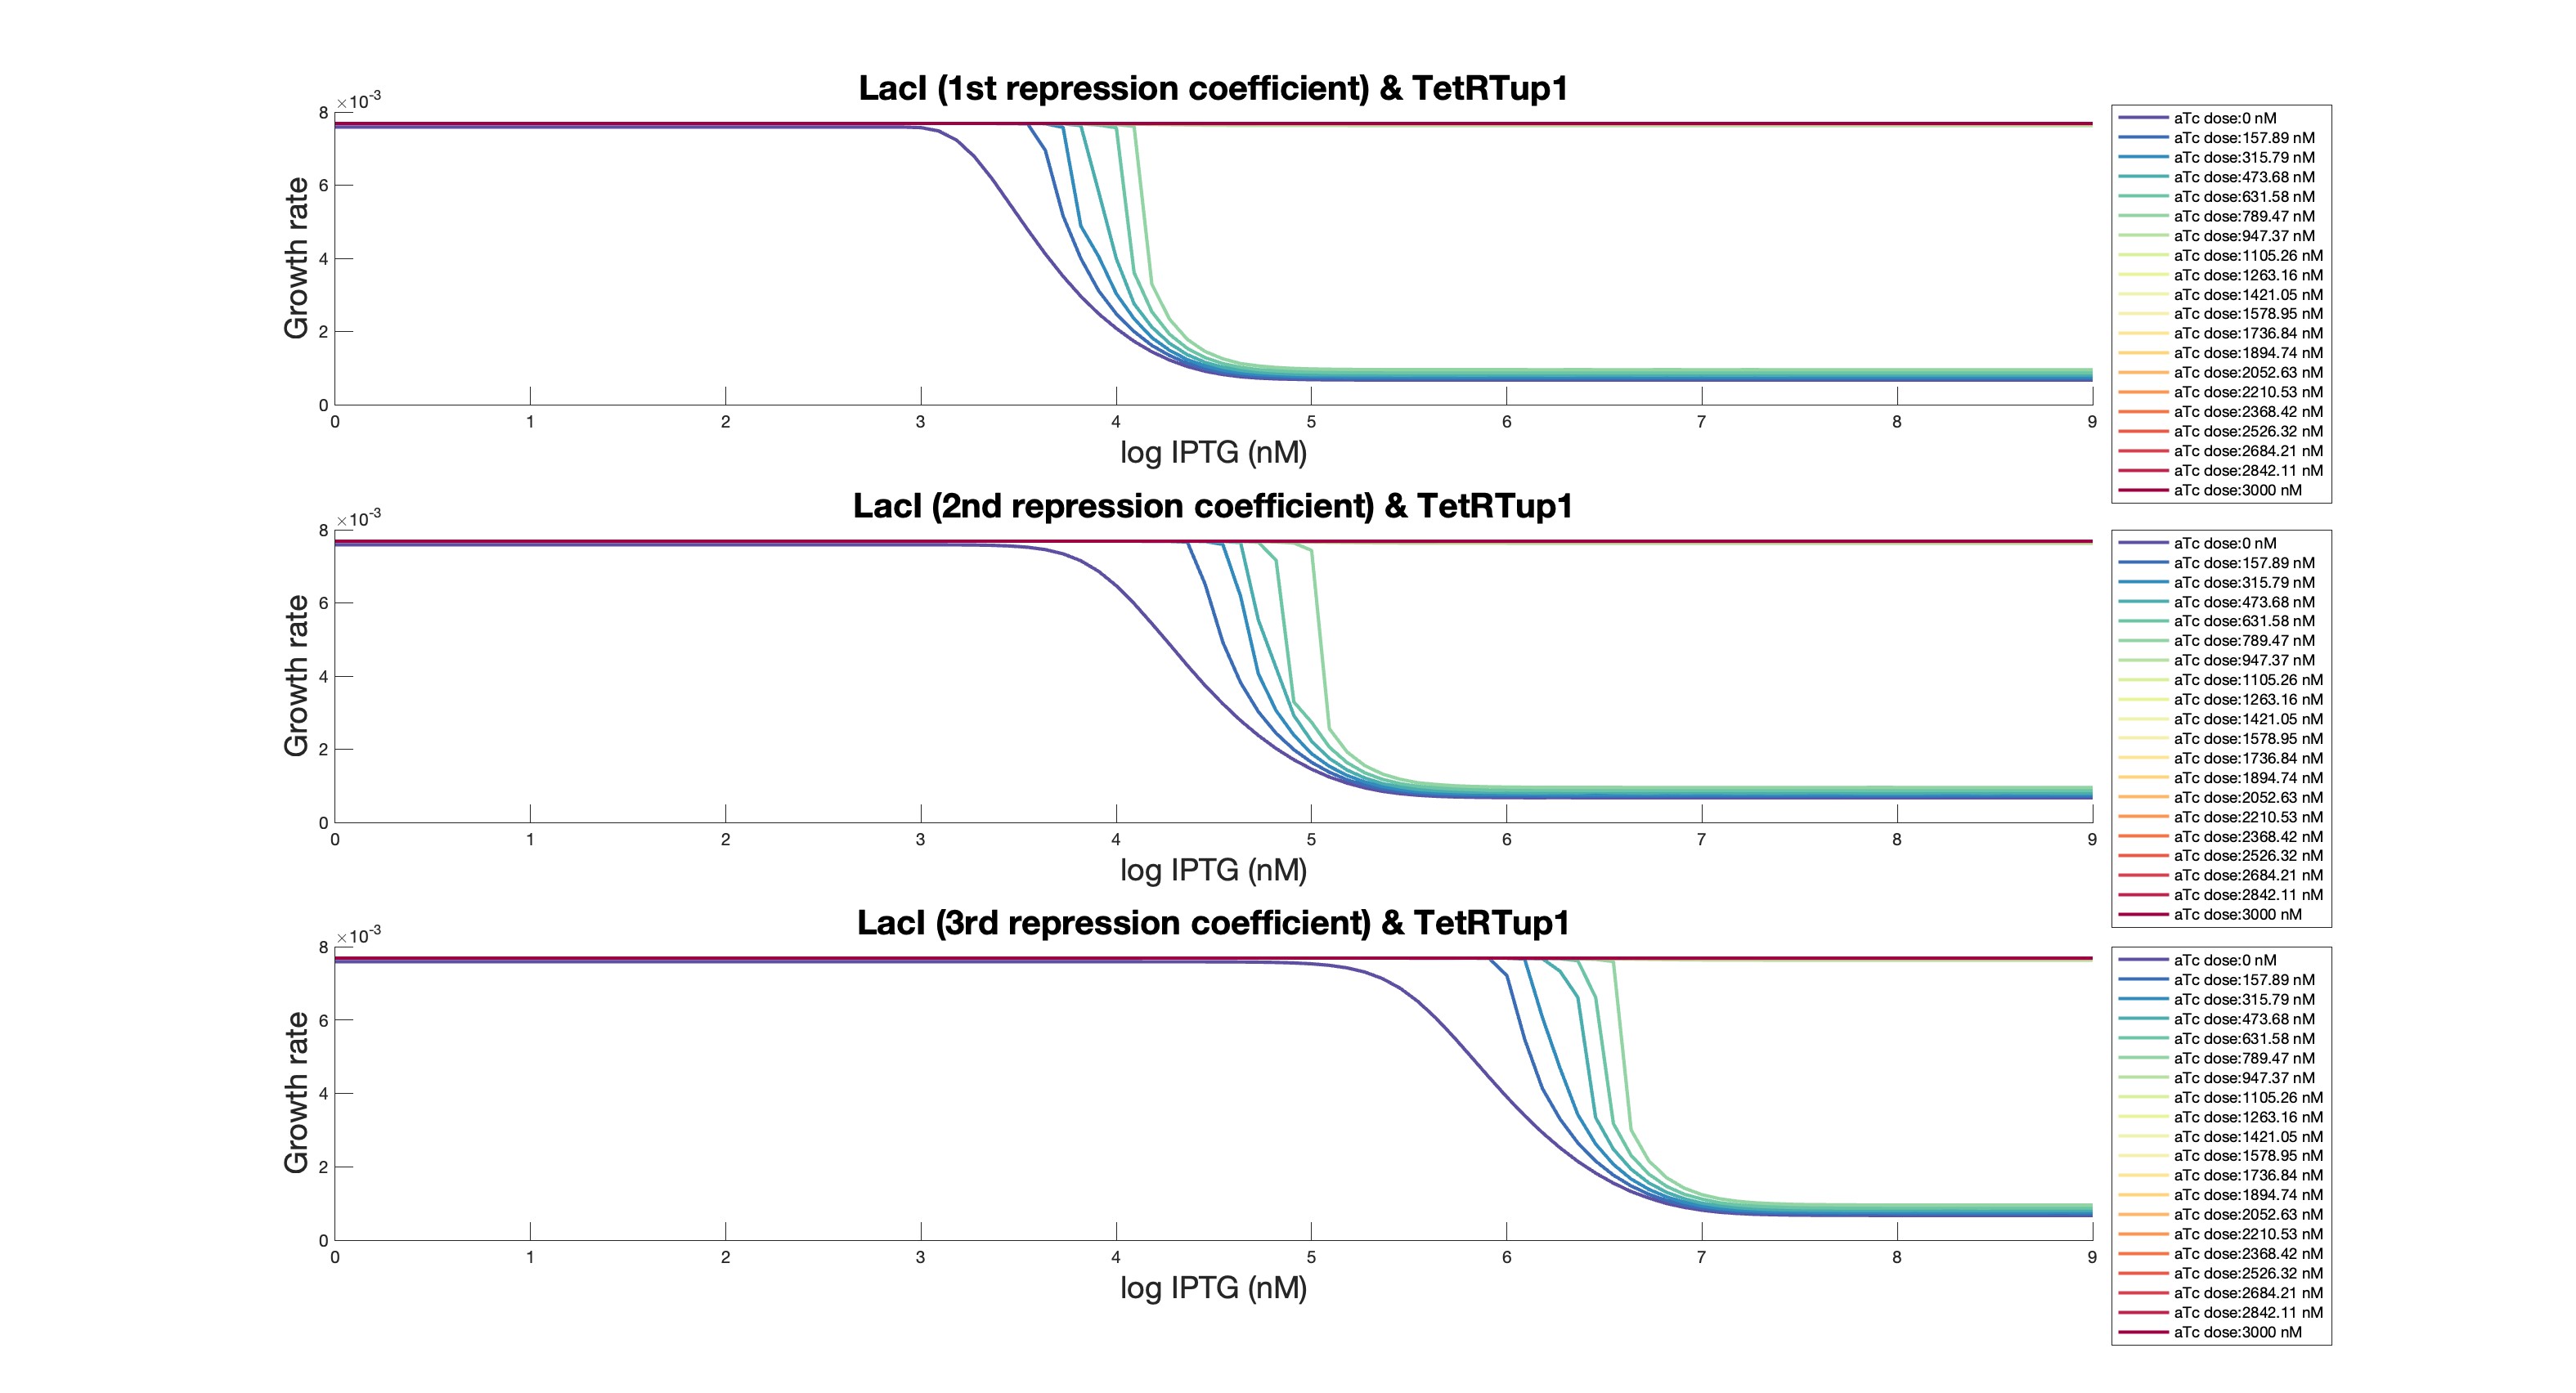 LacI (1st repression coefficient) & TetRTup1
×10-3
8
6
4
2
0
Growth rate
0 1 2 3 4 5 6 7 8 9
log IPTG (nM)
aTc dose:0 nM
aTc dose:157.89 nM
aTc dose:315.79 nM
aTc dose:473.68 nM
aTc dose:631.58 nM
aTc dose:789.47 nM
aTc dose:947.37 nM
aTc dose:1105.26 nM
aTc dose:1263.16 nM
aTc dose:1421.05 nM
aTc dose:1578.95 nM
aTc dose:1736.84 nM
aTc dose:1894.74 nM
aTc dose:2052.63 nM
aTc dose:2210.53 nM
aTc dose:2368.42 nM
aTc dose:2526.32 nM
aTc dose:2684.21 nM
aTc dose:2842.11 nM
aTc dose:3000 nM
LacI (2nd repression coefficient) & TetRTup1
×10-3
8
6
4
2
0
Growth rate
0 1 2 3 4 5 6 7 8 9
log IPTG (nM)
aTc dose:0 nM
aTc dose:157.89 nM
aTc dose:315.79 nM
aTc dose:473.68 nM
aTc dose:631.58 nM
aTc dose:789.47 nM
aTc dose:947.37 nM
aTc dose:1105.26 nM
aTc dose:1263.16 nM
aTc dose:1421.05 nM
aTc dose:1578.95 nM
aTc dose:1736.84 nM
aTc dose:1894.74 nM
aTc dose:2052.63 nM
aTc dose:2210.53 nM
aTc dose:2368.42 nM
aTc dose:2526.32 nM
aTc dose:2684.21 nM
aTc dose:2842.11 nM
aTc dose:3000 nM
LacI (3rd repression coefficient) & TetRTup1
×10-3
8
6
4
2
0
Growth rate
0 1 2 3 4 5 6 7 8 9
log IPTG (nM)
aTc dose:0 nM
aTc dose:157.89 nM
aTc dose:315.79 nM
aTc dose:473.68 nM
aTc dose:631.58 nM
aTc dose:789.47 nM
aTc dose:947.37 nM
aTc dose:1105.26 nM
aTc dose:1263.16 nM
aTc dose:1421.05 nM
aTc dose:1578.95 nM
aTc dose:1736.84 nM
aTc dose:1894.74 nM
aTc dose:2052.63 nM
aTc dose:2210.53 nM
aTc dose:2368.42 nM
aTc dose:2526.32 nM
aTc dose:2684.21 nM
aTc dose:2842.11 nM
aTc dose:3000 nM